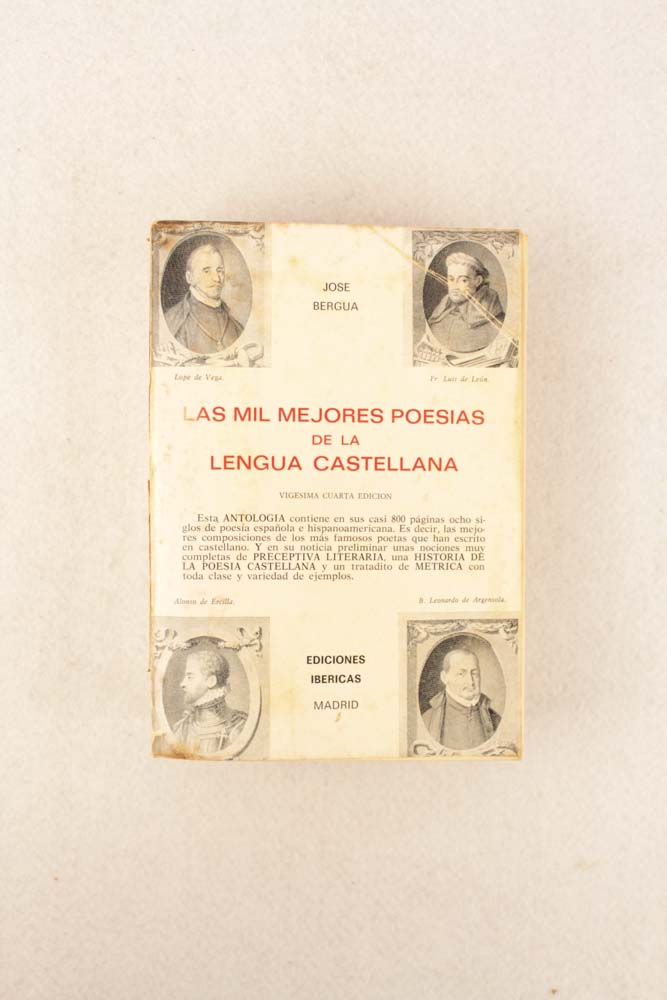 JOSE
BERGUA
Lope de Vega.
Fr. Luis de León.
LAS MIL MEJORES POESIAS
DE LA
LENGUA CASTELLANA
VIGESIMA CUARTA EDICION
Esta ANTOLOGIA contiene en sus casi 800 páginas ocho si-
glos de poesía española e hispanoamericana. Es decir, las mejo-
res composiciones de los más famosos poetas que han escrito
en castellano. Y en su noticia preliminar unas nociones muy
completas de PRECEPTIVA LITERARIA, una HISTORIA DE
LA POESIA CASTELLANA y un tratadito de METRICA con
toda clase y variedad de ejemplos.
Alonso de Ercilla.
B. Leonardo de Argensola.
EDICIONES
IBERICAS
MADRID